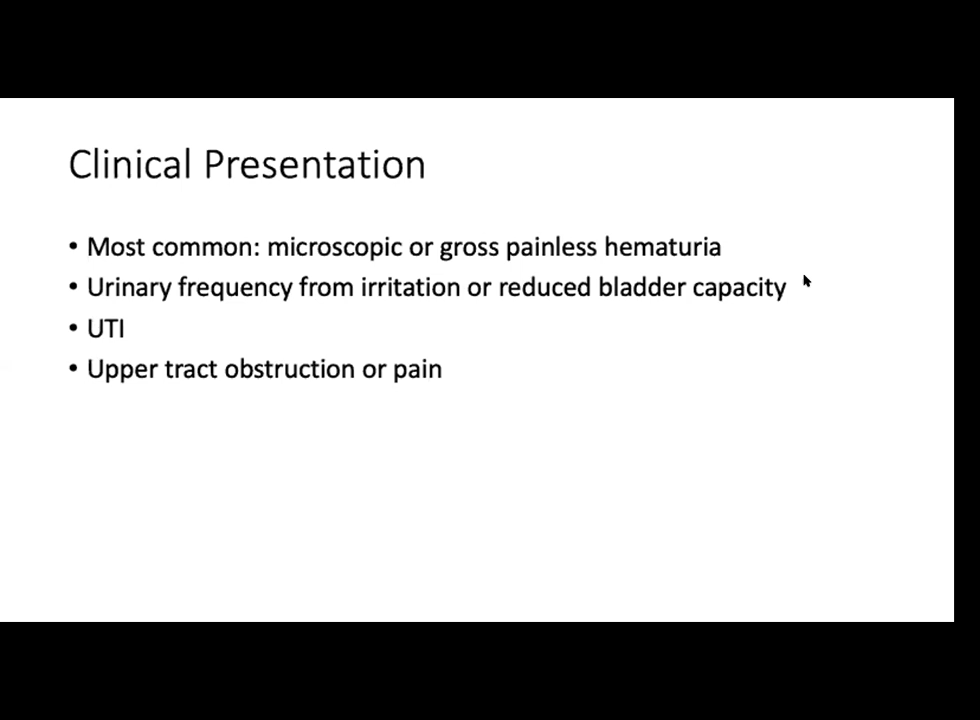 Clinical Presentation
• Most common: microscopic or gross painless hematuria
• Urinary frequency from irritation or reduced bladder capacity
• UTI
• Upper tract obstruction or pain